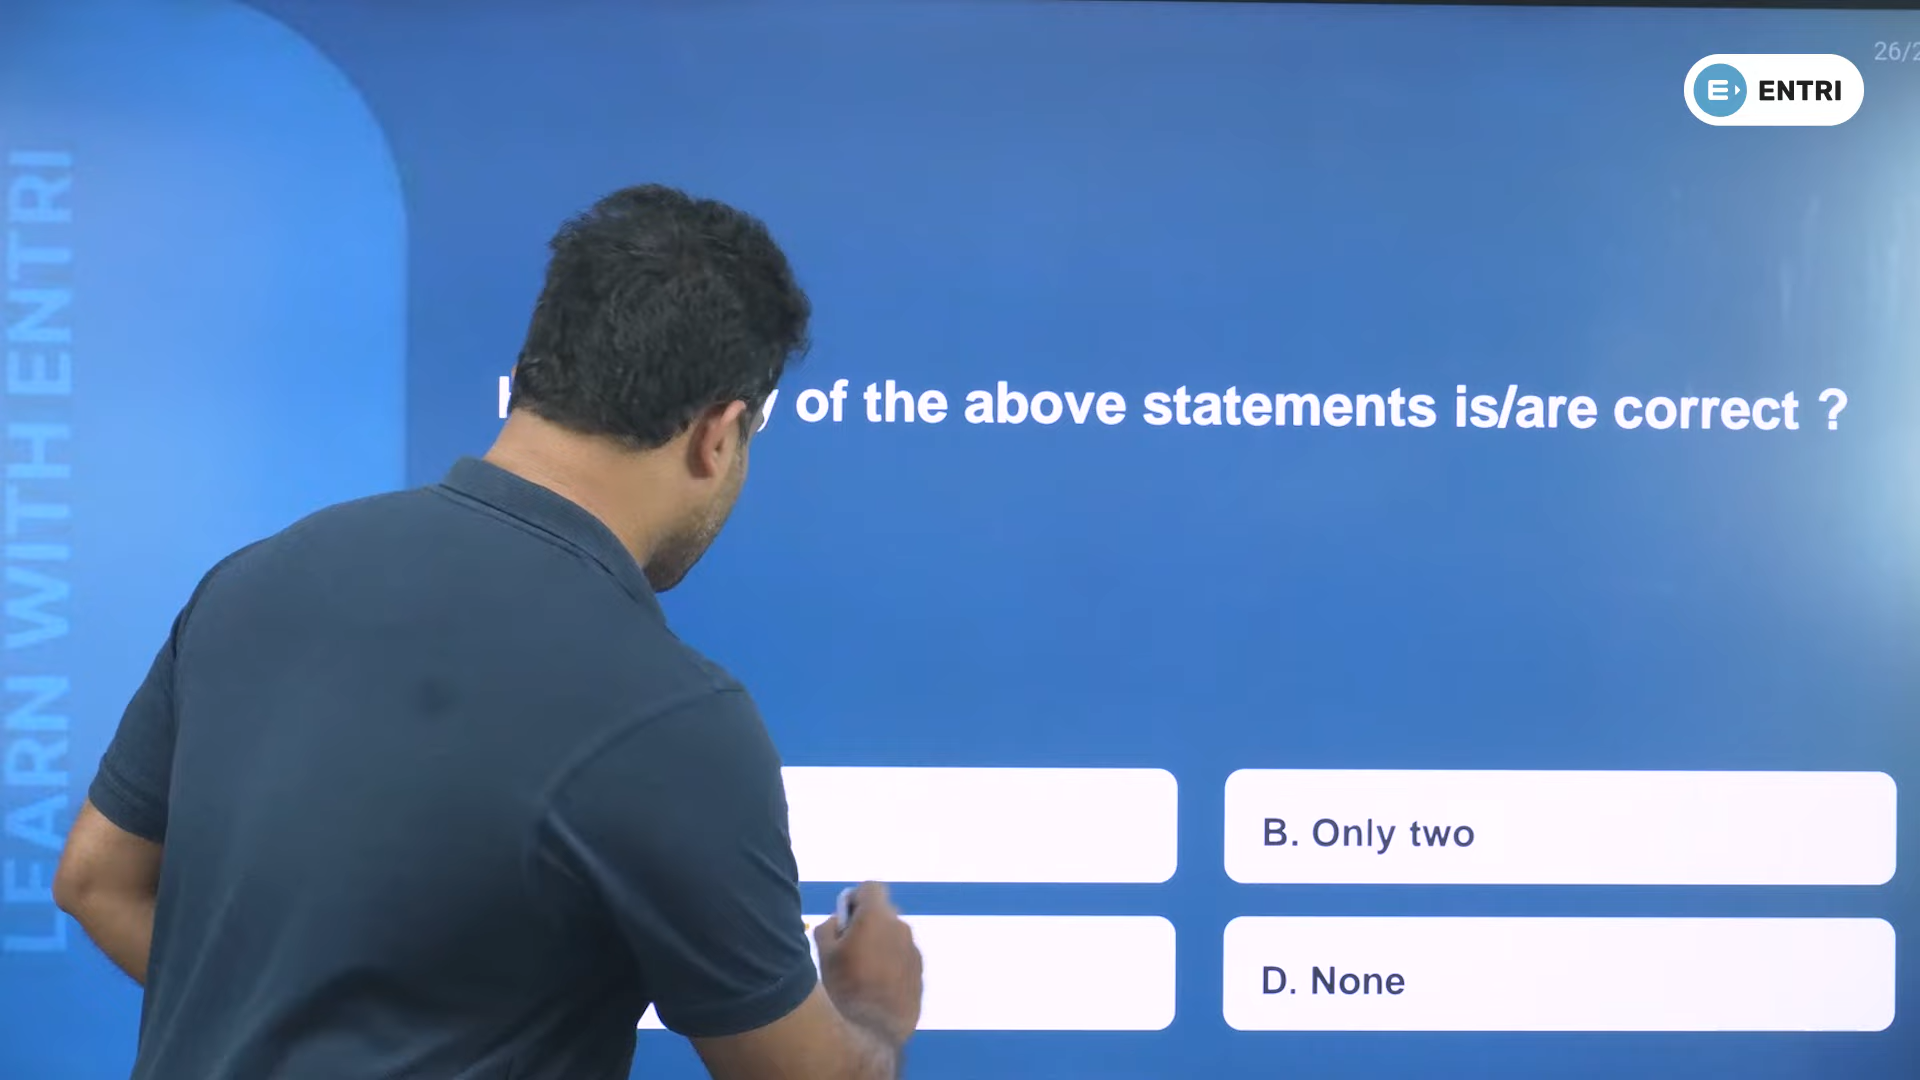 26/2
ENTRI
LEARN WITH ENTRI
of the above statements is/are correct ?
B. Only two
D. None